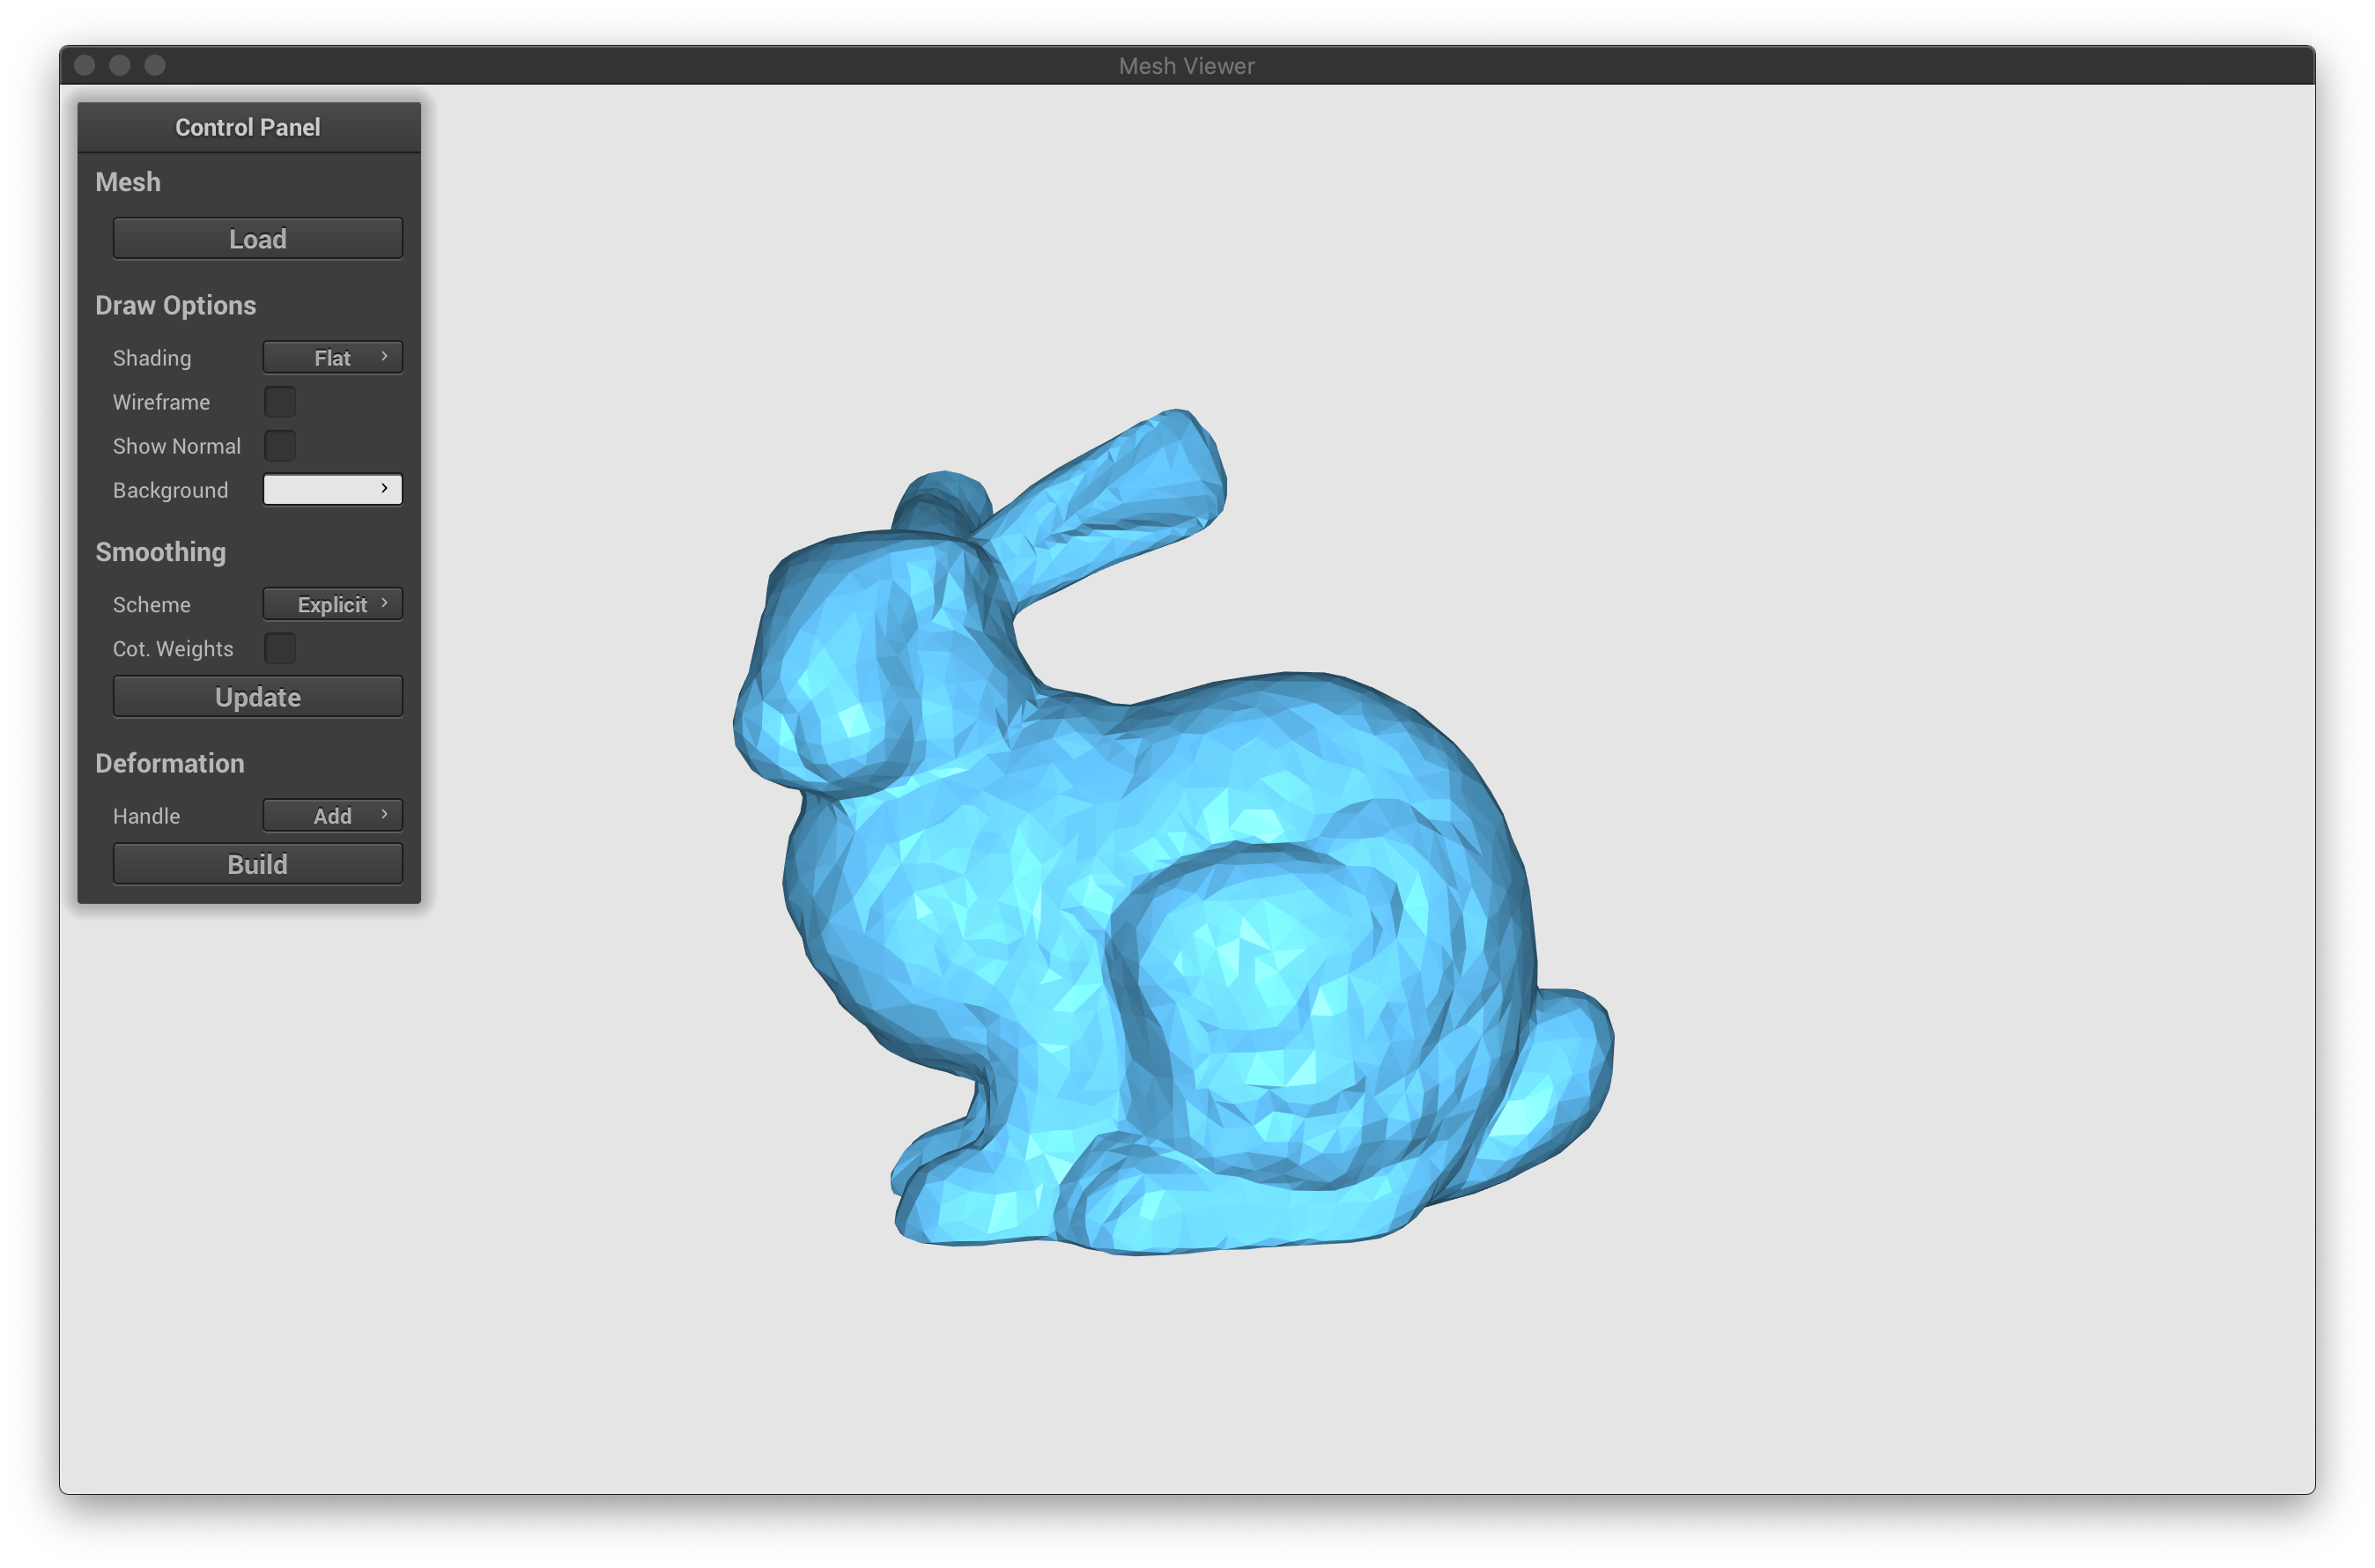 Mesh Viewer
Control Panel
Mesh
Load
Draw Options
Shading Flat
Wireframe
Show Normal
Background
Smoothing
Scheme Explicit
Cot. Weights
Update
Deformation
Handle Add
Build